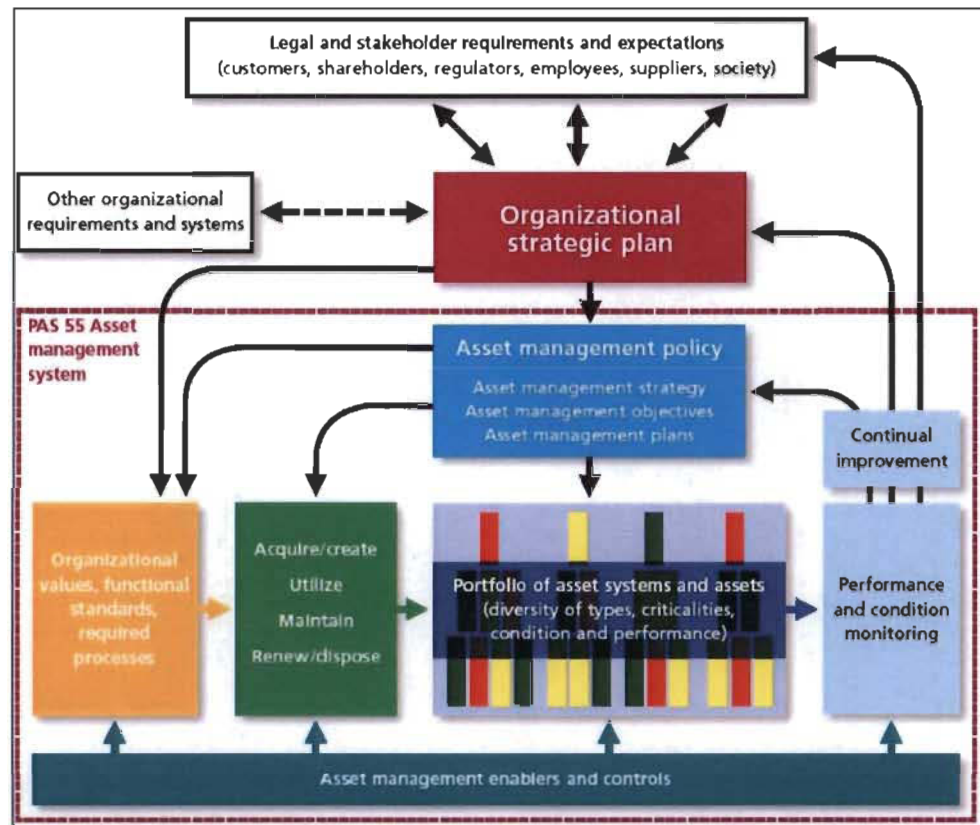 Legal and stakeholder requirements and expectations
(customers, shareholders, regulators, employees, suppliers, society)
Other organizational
requirements and systems
Organizational
strategic plan
PAS 55 Asset
management
system
Asset management policy
Asset management strategy
Asset management objectives
Asset management plans
Continual
improvement
Organizational
values, functional
standards,
required
processes
Acquire/create
Utilize
Maintain
Renew/dispose
Portfolio of asset systems and assets
(diversity of types, criticalities,
condition and performance)
Performance
and condition
monitoring
Asset management enablers and controls